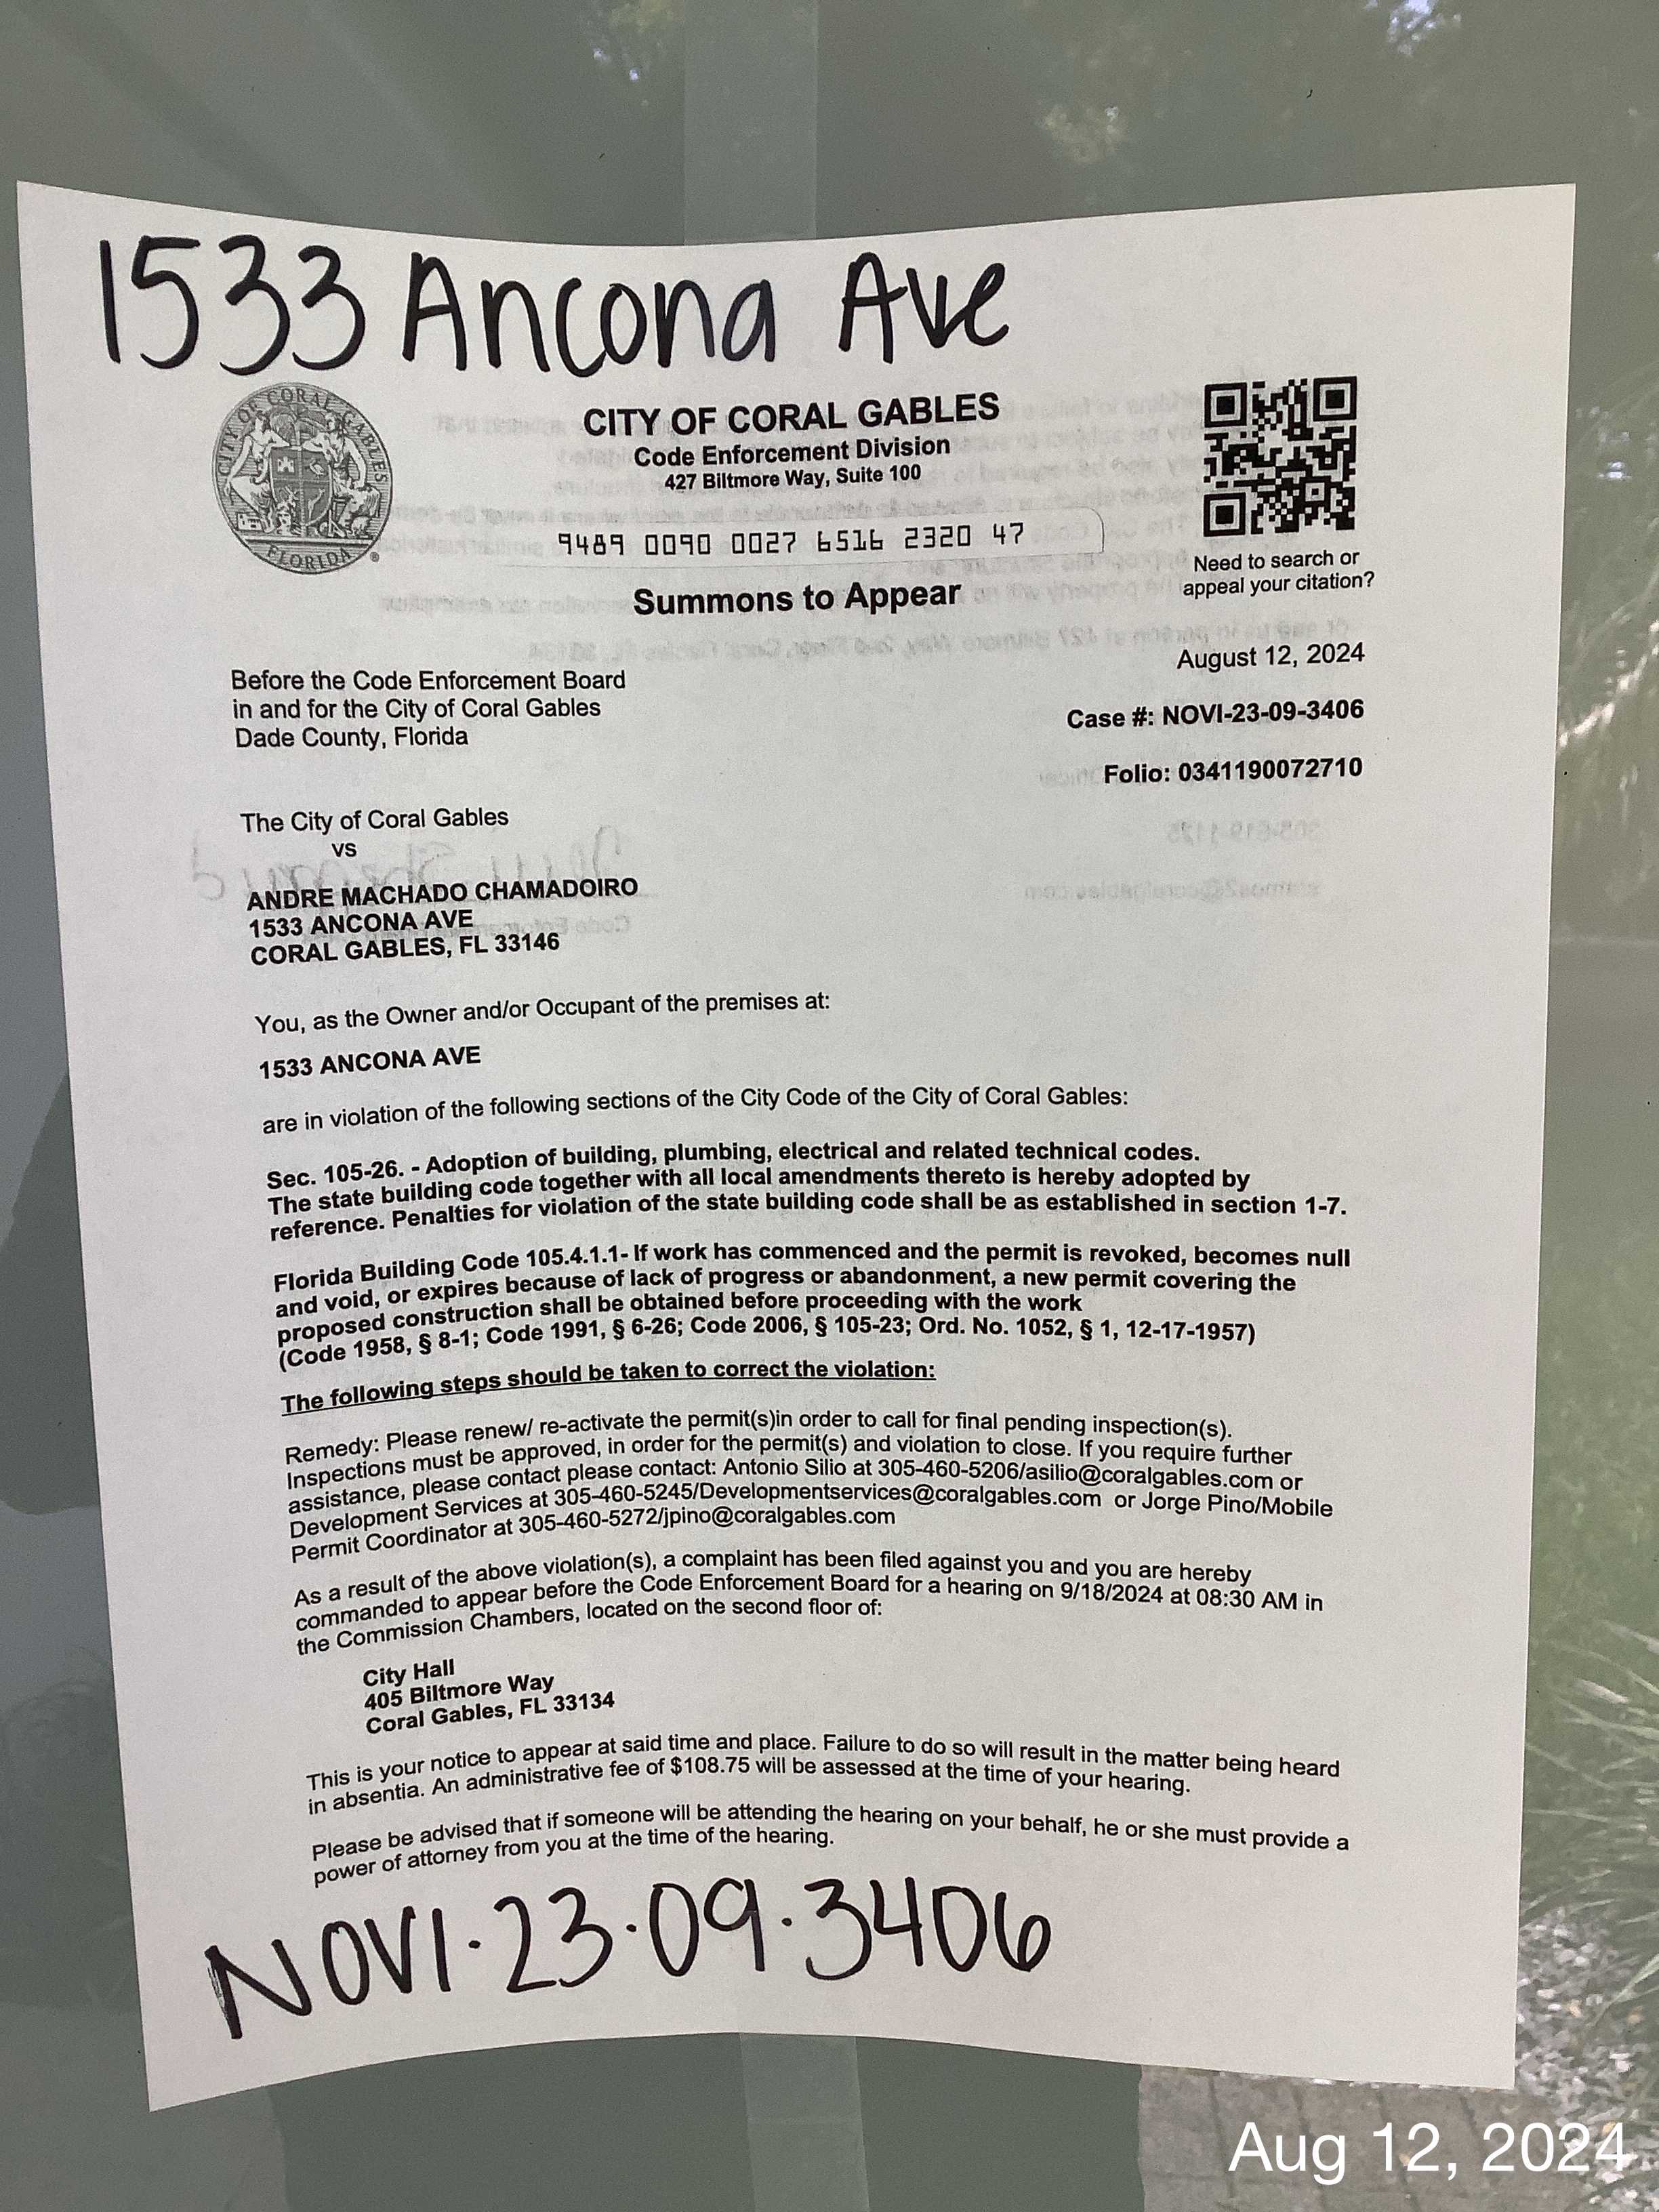 1533 Ancona Ave
CITY OF CORAL GABLES
FLORIDA
CITY OF CORAL GABLES
Code Enforcement Division
427 Biltmore Way, Suite 100
9489 0090 0027 6516 2320 47
Need to search or
appeal your citation?
Summons to Appear
August 12, 2024
Before the Code Enforcement Board
in and for the City of Coral Gables
Dade County, Florida
Case #: NOVI-23-09-3406
Folio: 0341190072710
The City of Coral Gables
vs
ANDRE MACHADO CHAMADOIRO
1533 ANCONA AVE
CORAL GABLES, FL 33146
You, as the Owner and/or Occupant of the premises at:
1533 ANCONA AVE
are in violation of the following sections of the City Code of the City of Coral Gables:
Sec. 105-26. - Adoption of building, plumbing, electrical and related technical codes.
The state building code together with all local amendments thereto is hereby adopted by
reference. Penalties for violation of the state building code shall be as established in section 1-7.
Florida Building Code 105.4.1.1- If work has commenced and the permit is revoked, becomes null
and void, or expires because of lack of progress or abandonment, a new permit covering the
proposed construction shall be obtained before proceeding with the work
(Code 1958, § 8-1; Code 1991, § 6-26; Code 2006, § 105-23; Ord. No. 1052, § 1, 12-17-1957)
The following steps should be taken to correct the violation:
Remedy: Please renew/ re-activate the permit(s)in order to call for final pending inspection(s).
Inspections must be approved, in order for the permit(s) and violation to close. If you require further
assistance, please contact please contact: Antonio Silio at 305-460-5206/asilio@coralgables.com or
Development Services at 305-460-5245/Developmentservices@coralgables.com or Jorge Pino/Mobile
Permit Coordinator at 305-460-5272/jpino@coralgables.com
As a result of the above violation(s), a complaint has been filed against you and you are hereby
commanded to appear before the Code Enforcement Board for a hearing on 9/18/2024 at 08:30 AM in
the Commission Chambers, located on the second floor of:
City Hall
405 Biltmore Way
Coral Gables, FL 33134
This is your notice to appear at said time and place. Failure to do so will result in the matter being heard
in absentia. An administrative fee of $108.75 will be assessed at the time of your hearing.
Please be advised that if someone will be attending the hearing on your behalf, he or she must provide a
power of attorney from you at the time of the hearing.
NOVI·23·09·3406
Aug 12, 2024